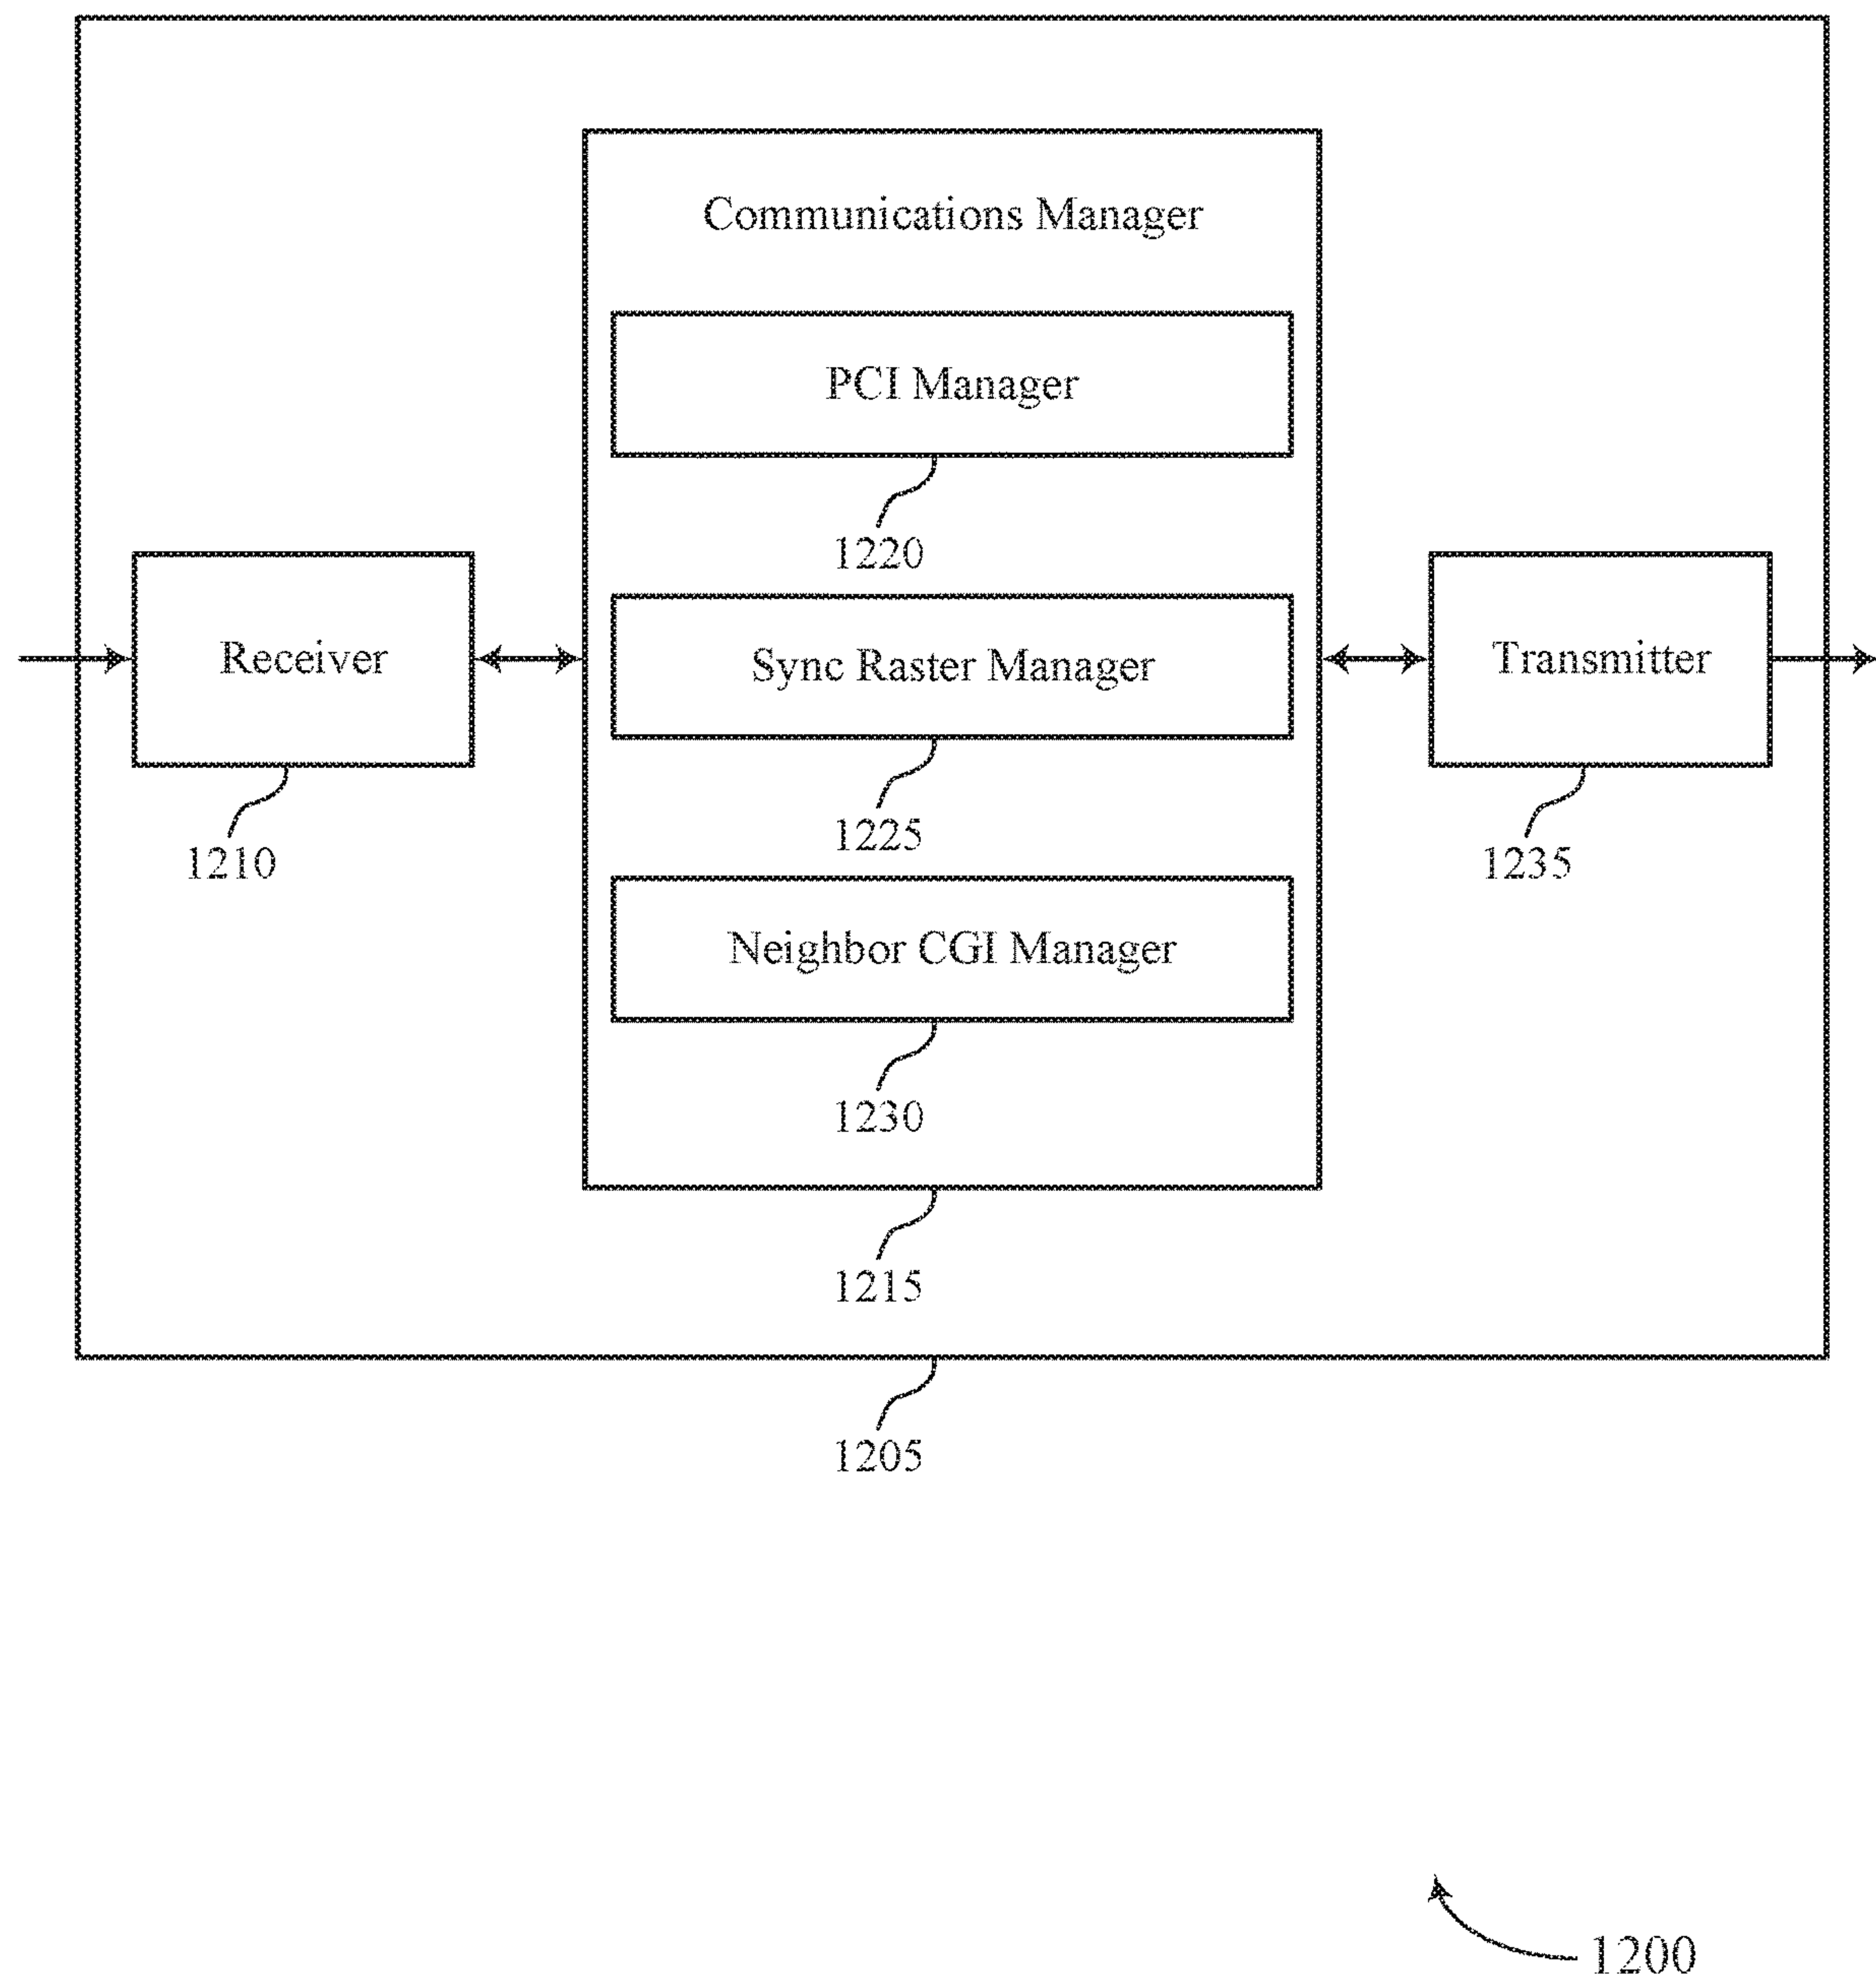 Communications Manager
PCI Manager
1220
Receiver
1210
Sync Raster Manager
1225
Transmitter
1235
Neighbor CGI Manager
1230
1215
1205
1200